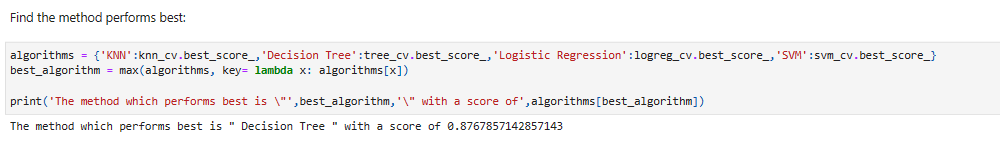 Find the method performs best:
algorithms = {'KNN':knn_cv.best_score_,'Decision Tree':tree_cv.best_score_,'Logistic Regression':logreg_cv.best_score_,'SVM':svm_cv.best_score_}
best_algorithm = max(algorithms, key= lambda x: algorithms[x])
print('The method which performs best is \"',best_algorithm,'\" with a score of',algorithms[best_algorithm])
The method which performs best is " Decision Tree " with a score of 0.8767857142857143